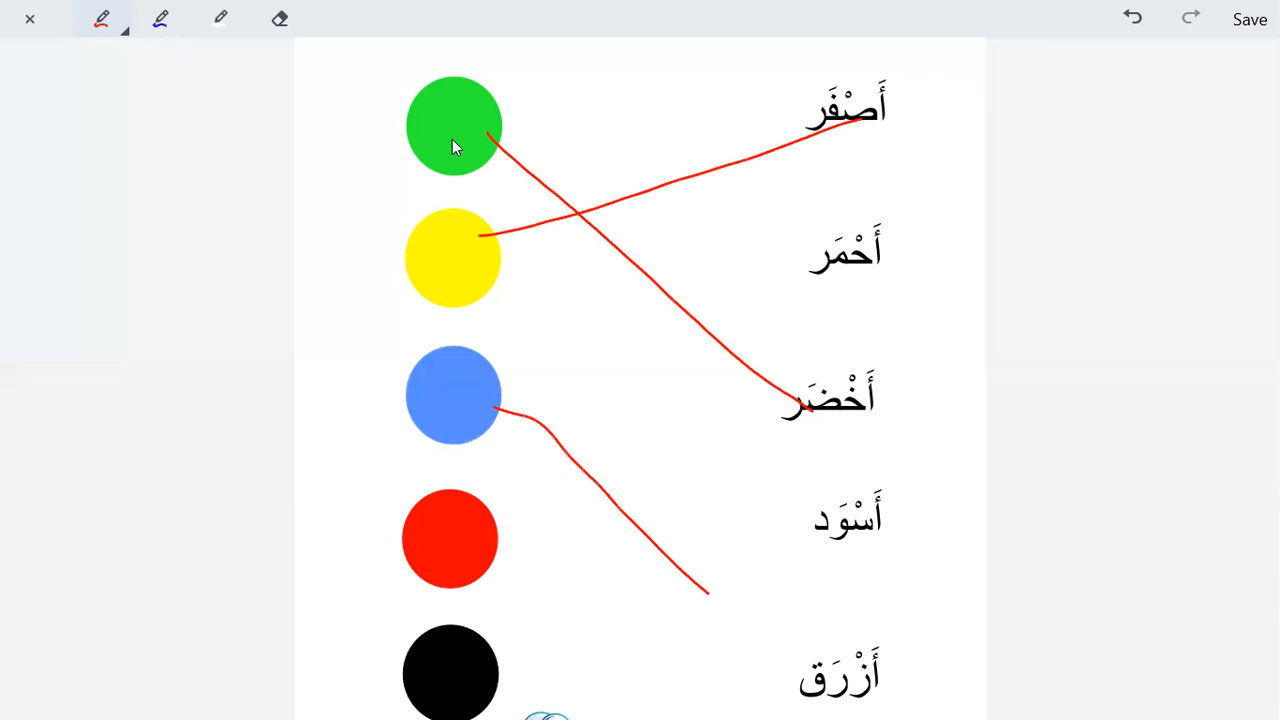 Save
أَصْفَر
أَحْمَر
أَخْضَر
أَسْوَد
أَزْرَق